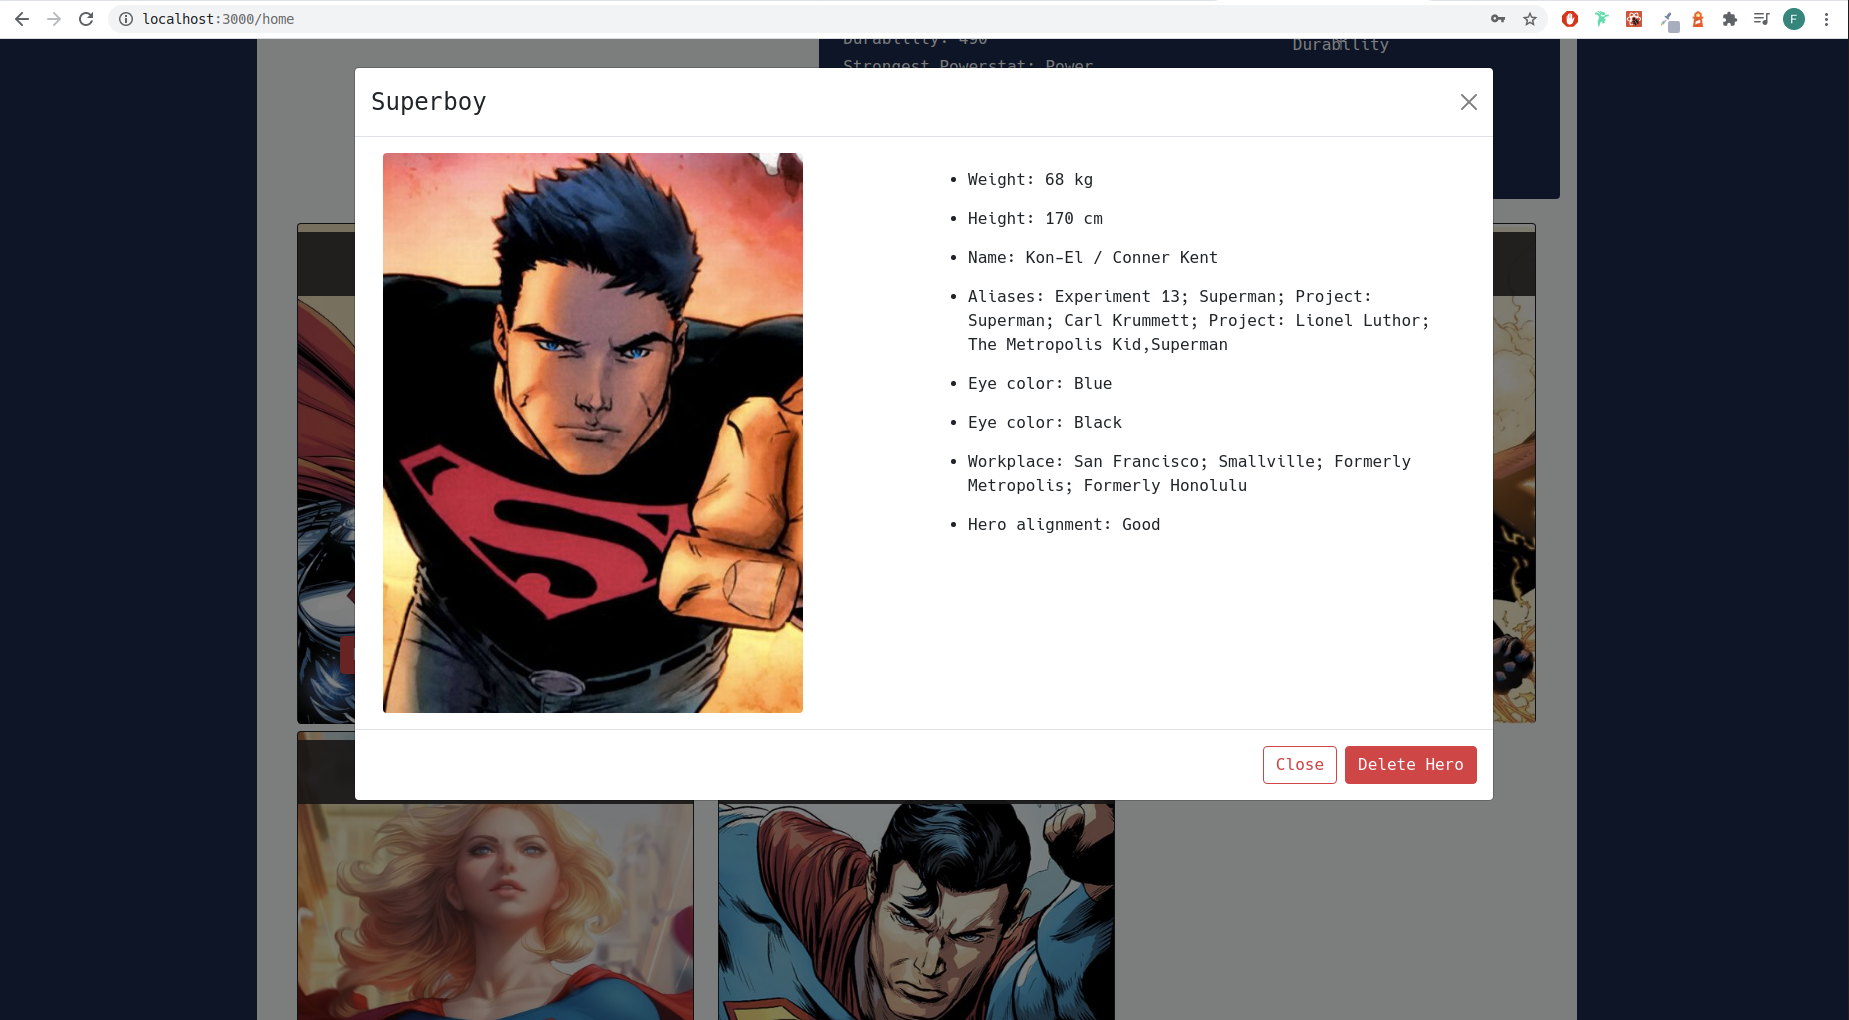 localhost:3000/home
F
Durability: 490
Durability
Strongest Powerstat: Power
Superboy
Weight: 68 kg
Height: 170 cm
Name: Kon-El / Conner Kent
Aliases: Experiment 13; Superman; Project:
Superman; Carl Krummett; Project: Lionel Luthor;
The Metropolis Kid,Superman
Eye color: Blue
Eye color: Black
Workplace: San Francisco; Smallville; Formerly
Metropolis; Formerly Honolulu
Hero alignment: Good
Close
Delete Hero